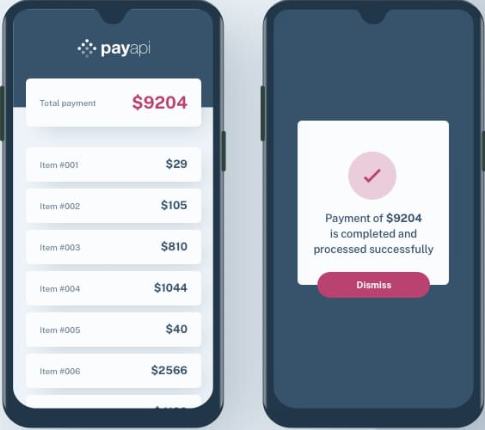 payapi
Total payment $9204
Item #001 $29
Item #002 $105
Item #003 $810
Item #004 $1044
Item #005 $40
Item #006 $2566
Payment of $9204
is completed and
processed successfully
Dismiss